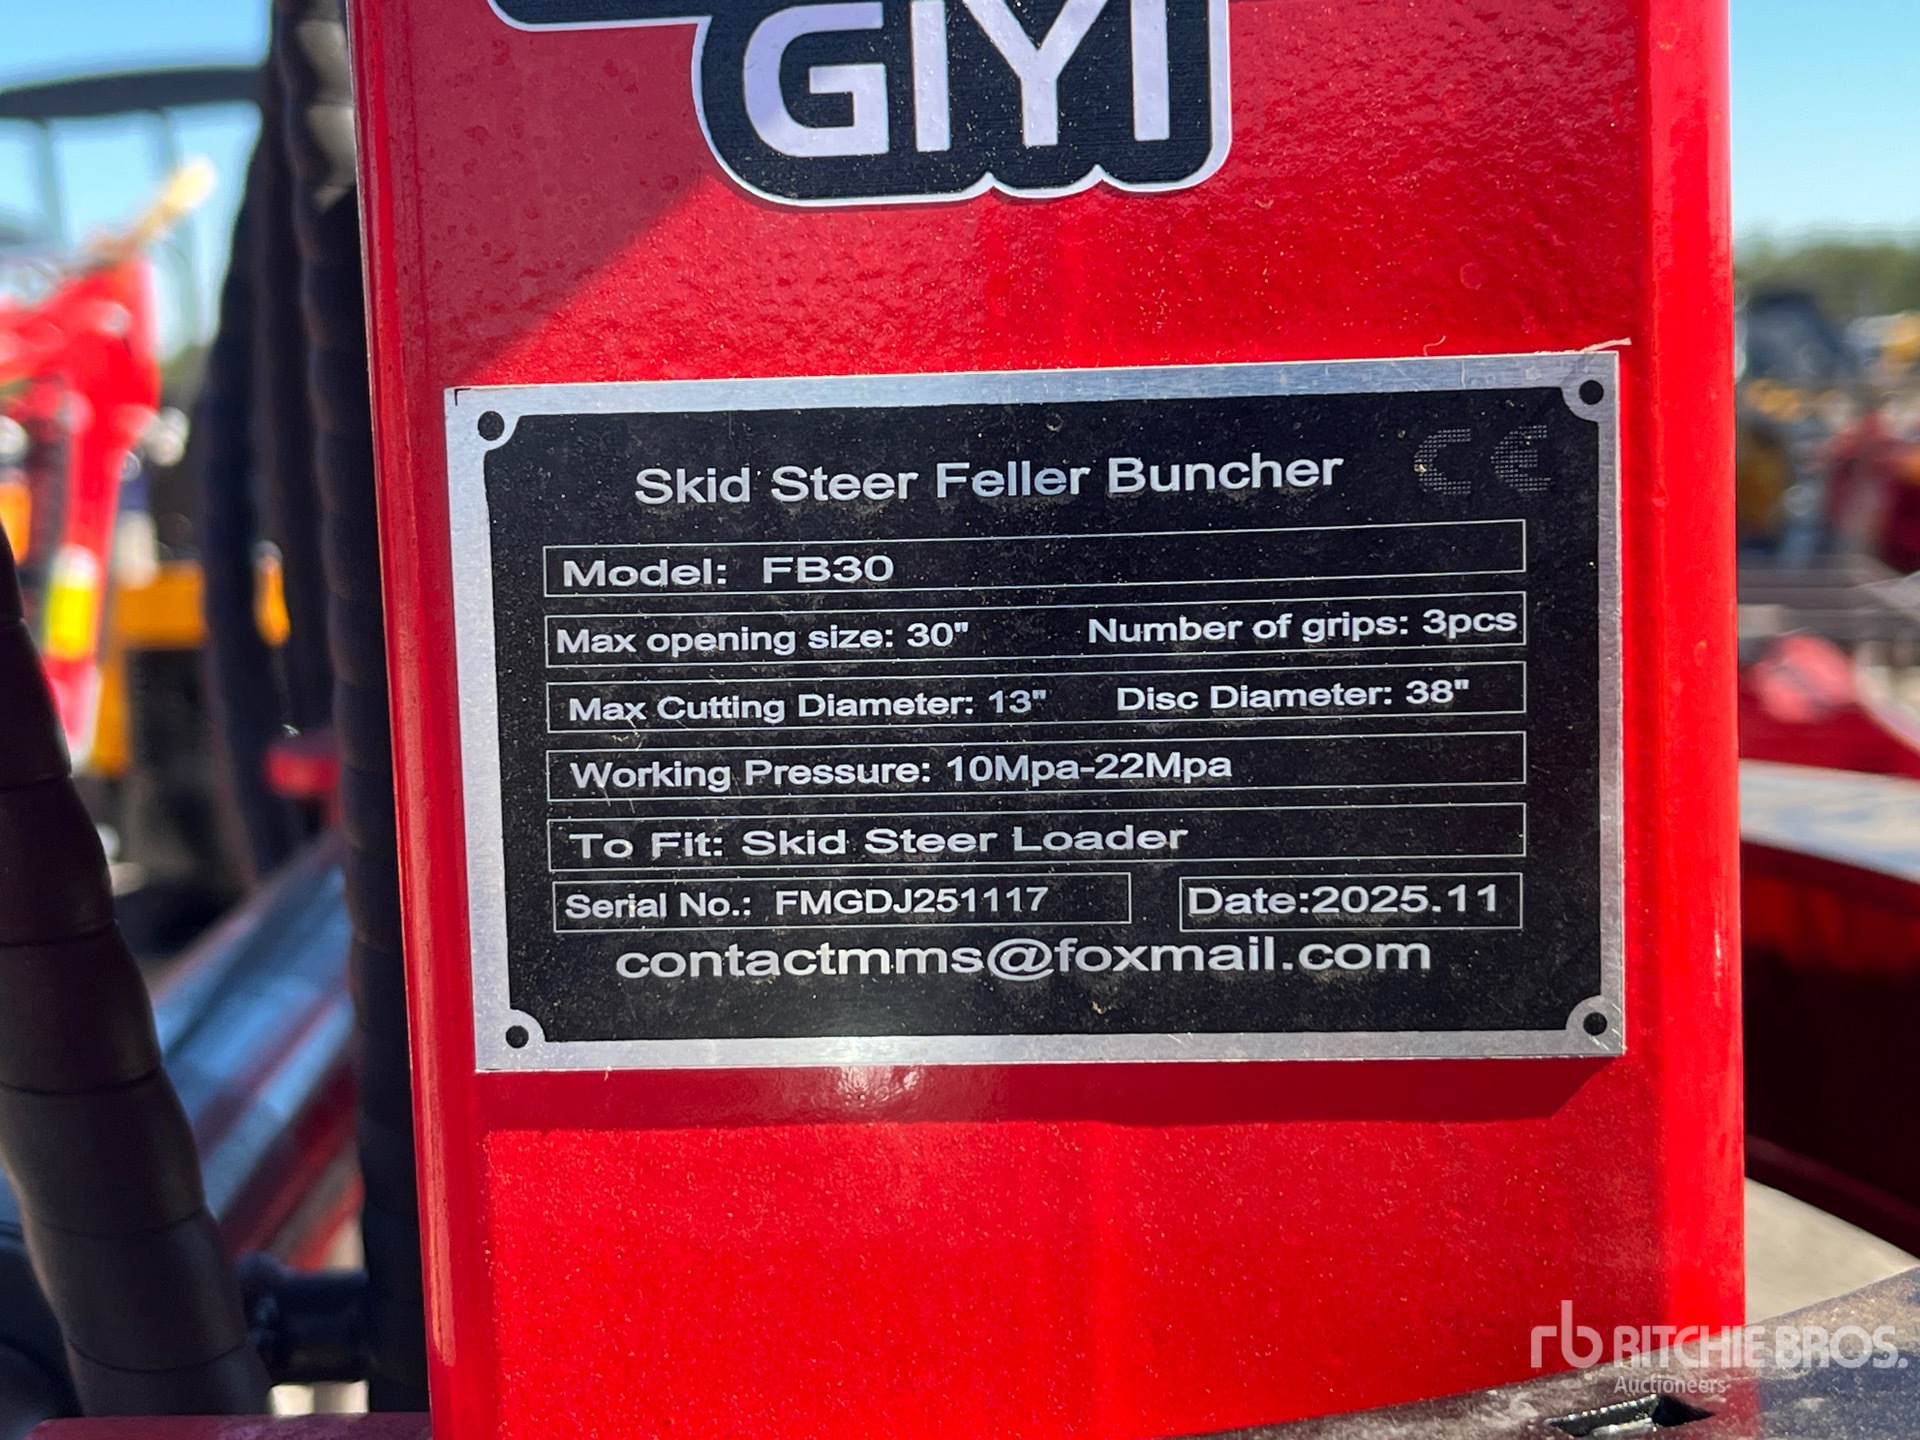 GIYI
Skid Steer Feller Buncher CE
Model: FB30
Max opening size: 30" Number of grips: 3pcs
Max Cutting Diameter: 13" Disc Diameter: 38"
Working Pressure: 10Mpa-22Mpa
To Fit: Skid Steer Loader
Serial No.: FMGDJ251117 Date:2025.11
contactmms@foxmail.com
rb RITCHIE BROS.
Auctioneers